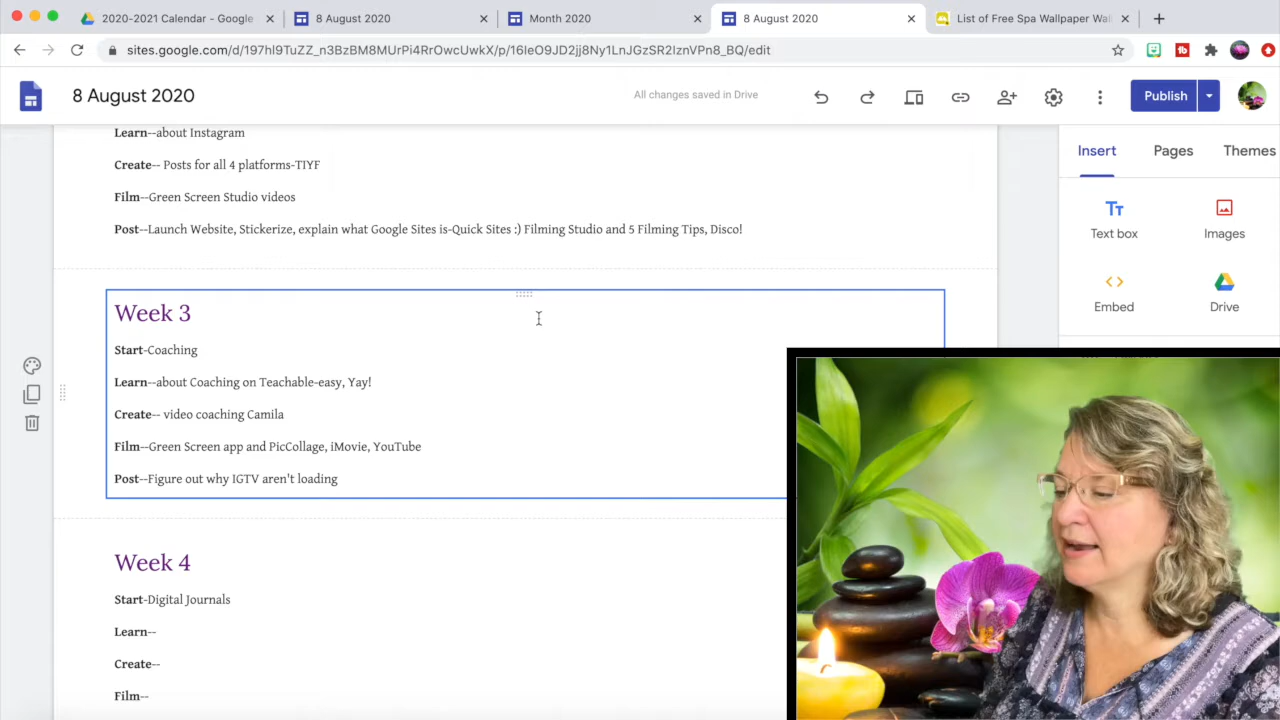 2020-2021 Calendar - Google
8 August 2020
Month 2020
8 August 2020
List of Free Spa Wallpaper Wal
sites.google.com/d/197hl9TuZZ_n3BzBM8MUrPi4RrOwcUwkX/p/16IeO9JD2jj8Ny1LnJGzSR2IznVPn8_BQ/edit
8 August 2020
All changes saved in Drive
Publish
Insert
Pages
Themes
Text box
Images
Embed
Drive
Learn--about Instagram
Create-- Posts for all 4 platforms-TIYF
Film--Green Screen Studio videos
Post--Launch Website, Stickerize, explain what Google Sites is-Quick Sites :) Filming Studio and 5 Filming Tips, Disco!
Week 3
Start-Coaching
Learn--about Coaching on Teachable-easy, Yay!
Create-- video coaching Camila
Film--Green Screen app and PicCollage, iMovie, YouTube
Post--Figure out why IGTV aren't loading
Week 4
Start-Digital Journals
Learn--
Create--
Film--